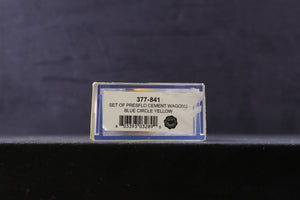 377-841
SET OF PRESFLO CEMENT WAGONS
BLUE CIRCLE YELLOW